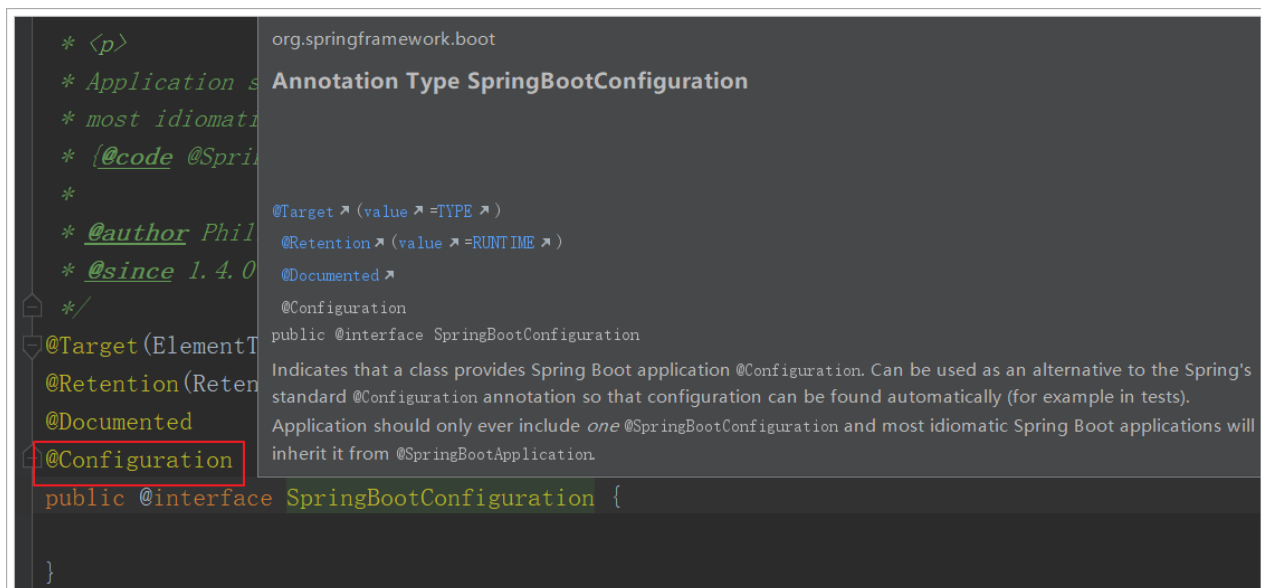 * <p>
* Application s
* most idiomati
* {@code @Spri
*
* @author Phil
* @since 1.4.0
*/
@Target(ElementT
@Retention(Reten
@Documented
@Configuration
public @interface SpringBootConfiguration {
}
org.springframework.boot
Annotation Type SpringBootConfiguration
@Target (value =TYPE )
@Retention (value =RUNTIME )
@Documented
@Configuration
public @interface SpringBootConfiguration
Indicates that a class provides Spring Boot application @Configuration. Can be used as an alternative to the Spring's
standard @Configuration annotation so that configuration can be found automatically (for example in tests).
Application should only ever include one @SpringBootConfiguration and most idiomatic Spring Boot applications will
inherit it from @SpringBootApplication.